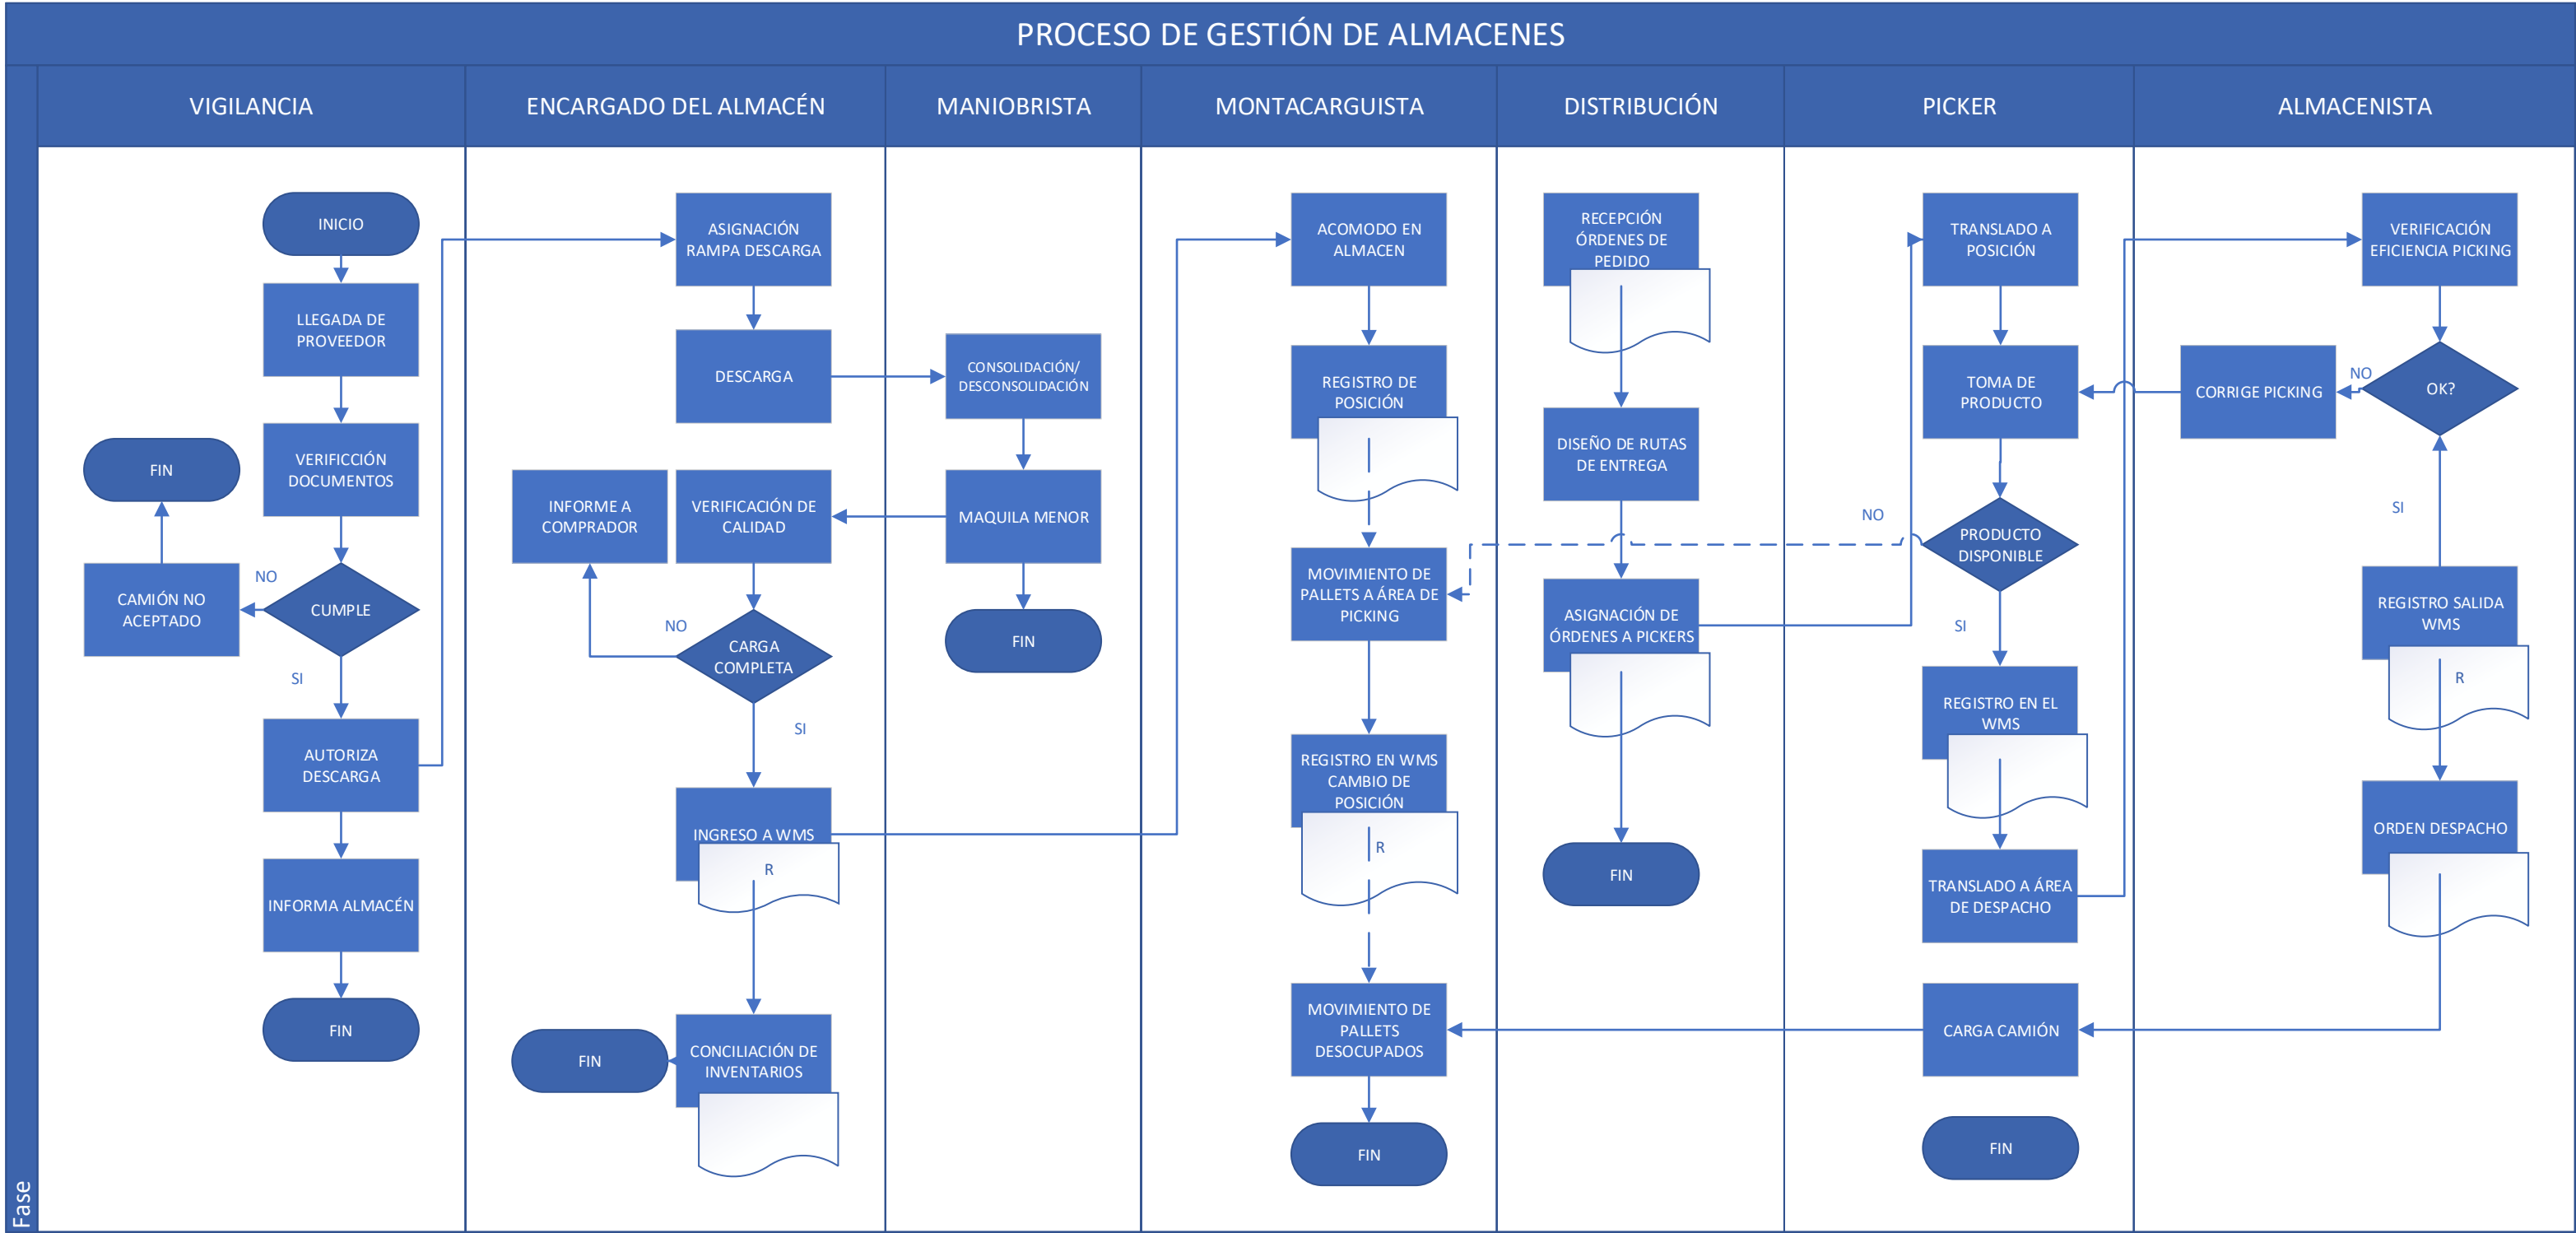 PROCESO DE GESTIÓN DE ALMACENES
Fase
VIGILANCIA
ENCARGADO DEL ALMACÉN
MANIOBRISTA
MONTACARGUISTA
DISTRIBUCIÓN
PICKER
ALMACENISTA
INICIO
LLEGADA DE
PROVEEDOR
VERIFICCIÓN
DOCUMENTOS
FIN
CUMPLE
NO
CAMIÓN NO
ACEPTADO
SI
AUTORIZA
DESCARGA
INFORMA ALMACÉN
FIN
ASIGNACIÓN
RAMPA DESCARGA
DESCARGA
INFORME A
COMPRADOR
VERIFICACIÓN DE
CALIDAD
NO
CARGA
COMPLETA
SI
INGRESO A WMS
R
FIN
CONCILIACIÓN DE
INVENTARIOS
CONSOLIDACIÓN/
DESCONSOLIDACIÓN
MAQUILA MENOR
FIN
ACOMODO EN
ALMACEN
REGISTRO DE
POSICIÓN
MOVIMIENTO DE
PALLETS A ÁREA DE
PICKING
REGISTRO EN WMS
CAMBIO DE
POSICIÓN
R
MOVIMIENTO DE
PALLETS
DESOCUPADOS
FIN
RECEPCIÓN
ÓRDENES DE
PEDIDO
DISEÑO DE RUTAS
DE ENTREGA
ASIGNACIÓN DE
ÓRDENES A PICKERS
FIN
TRANSLADO A
POSICIÓN
TOMA DE
PRODUCTO
NO
PRODUCTO
DISPONIBLE
SI
REGISTRO EN EL
WMS
TRANSLADO A ÁREA
DE DESPACHO
CARGA CAMIÓN
FIN
VERIFICACIÓN
EFICIENCIA PICKING
OK?
NO
CORRIGE PICKING
SI
REGISTRO SALIDA
WMS
R
ORDEN DESPACHO